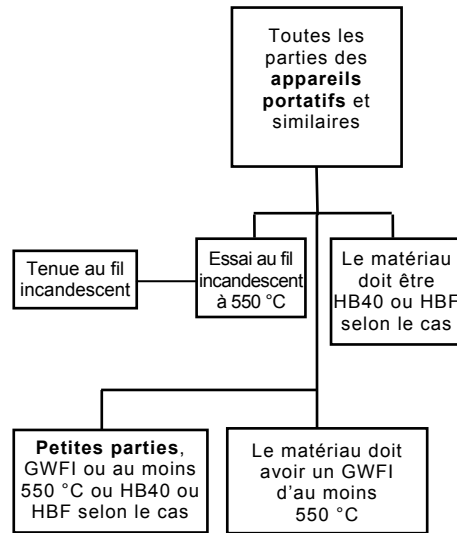 Toutes les
parties des
appareils
portatifs et
similaires
Tenue au fil
incandescent
Essai au fil
incandescent
à 550 °C
Le matériau
doit être
HB40 ou HBF
selon le cas
Petites parties,
GWFI ou au moins
550 °C ou HB40 ou
HBF selon le cas
Le matériau doit
avoir un GWFI
d'au moins
550 °C